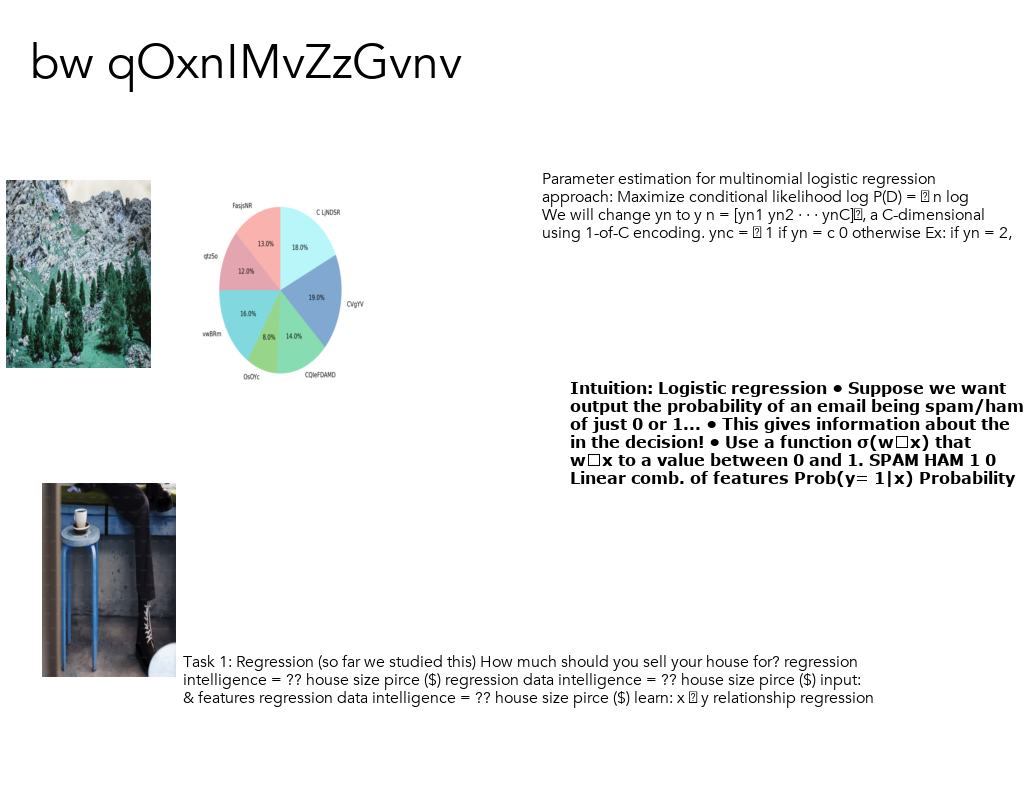 bw qOxnIMvZzGvnv
Parameter estimation for multinomial logistic regression
approach: Maximize conditional likelihood log P(D) = � n log
We will change yn to y n = [yn1 yn2 · · · ynC]�, a C-dimensional
using 1-of-C encoding. ync = � 1 if yn = c 0 otherwise Ex: if yn = 2,
FasjsNR
C LjNDSR
13.0%
18.0%
qtzSo
12.0%
19.0%
CVgYV
16.0%
vwBRm
8.0%
14.0%
OsOYc
CQIeFDAMD
Intuition: Logistic regression ● Suppose we want
output the probability of an email being spam/ham
of just 0 or 1... ● This gives information about the
in the decision! ● Use a function σ(w□x) that
w□x to a value between 0 and 1. SPAM HAM 1 0
Linear comb. of features Prob(y= 1|x) Probability
Task 1: Regression (so far we studied this) How much should you sell your house for? regression
intelligence = ?? house size pirce ($) regression data intelligence = ?? house size pirce ($) input:
& features regression data intelligence = ?? house size pirce ($) learn: x � y relationship regression